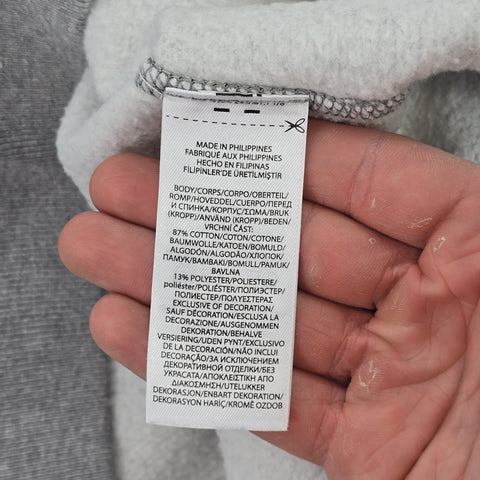 MADE IN PHILIPPINES
FABRIQUÉ AUX PHILIPPINES
HECHO EN FILIPINAS
FİLİPİNLER'DE ÜRETİLMİŞTİR
BODY/CORPS/CORPO/OBERTEIL/
ROMP/HOVEDDEL/CUERPO/ПЕРЕД
И СПИНКА/КОРПУС/ΣΩΜΑ/BRUK
(KROPP)/ANVÄND (KROPP)/BEDEN/
VRCHNÍ ČÁST:
87% COTTON/COTON/COTONE/
BAUMWOLLE/KATOEN/BOMULD/
ALGODÓN/ALGODÃO/ХЛОПОК/
ПАМУК/ΒΑΜΒΑΚΙ/BOMULL/PAMUK/
BAVLNA
13% POLYESTER/POLIESTERE/
poliéster/POLIÉSTER/ПОЛИЭСТЕР/
ПОЛИЕСТЕР/ΠΟΛΥΕΣΤΕΡΑΣ
EXCLUSIVE OF DECORATION/
SAUF DÉCORATION/ESCLUSA LA
DECORAZIONE/AUSGENOMMEN
DEKORATION/BEHALVE
VERSIERING/UDEN PYNT/EXCLUSIVO
DE LA DECORACIÓN/NÃO INCLUI
DECORAÇÃO/ЗА ИСКЛЮЧЕНИЕМ
ДЕКОРАТИВНОЙ ОТДЕЛКИ/БЕЗ
УКРАСАТА/ΑΠΟΚΛΕΙΣΤΙΚΗ ΑΠΟ
ΔΙΑΚΟΣΜΗΣΗ/UTELUKKER
DEKORASJON/ENBART DEKORATION/
DEKORASYON HARİÇ/KROMĚ OZDOB